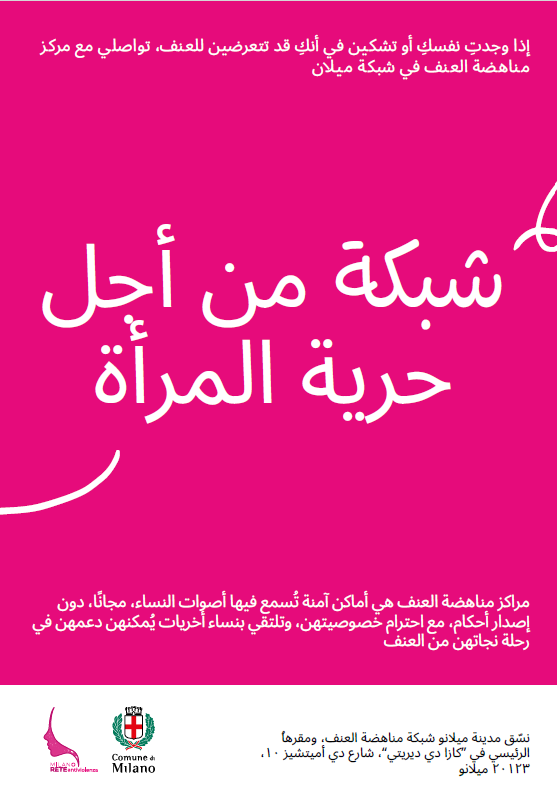 إذا وجدتِ نفسكِ أو تشكين في أنكِ قد تتعرضين للعنف، تواصلي مع مركز
مناهضة العنف في شبكة ميلان
شبكة من أجل
حرية المرأة
مراكز مناهضة العنف هي أماكن آمنة تُسمع فيها أصوات النساء، مجانًا، دون
إصدار أحكام، مع احترام خصوصيتهن، وتلتقي بنساء أخريات يُمكنهن دعمهن في
رحلة نجاتهن من العنف
نسّق مدينة ميلانو شبكة مناهضة العنف، ومقرها
الرئيسي في "كازا دي ديريتي"، شارع دي أميتشيز ١٠،
٢٠١٢٣ ميلانو
MILANO
RETEantiviolenza
Comune di
Milano